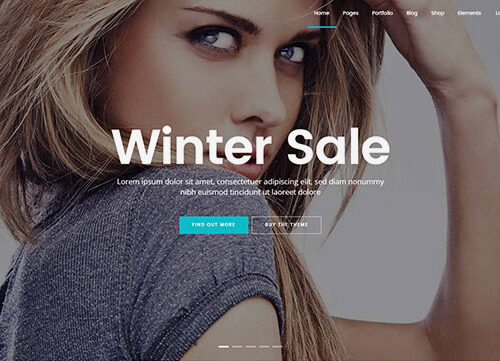 Home Pages Portfolio Blog Shop Elements
Winter Sale
Lorem ipsum dolor sit amet, consectetuer adipiscing elit, sed diam nonummy
nibh euismod tincidunt ut laoreet dolore
FIND OUT MORE BUY THE THEME